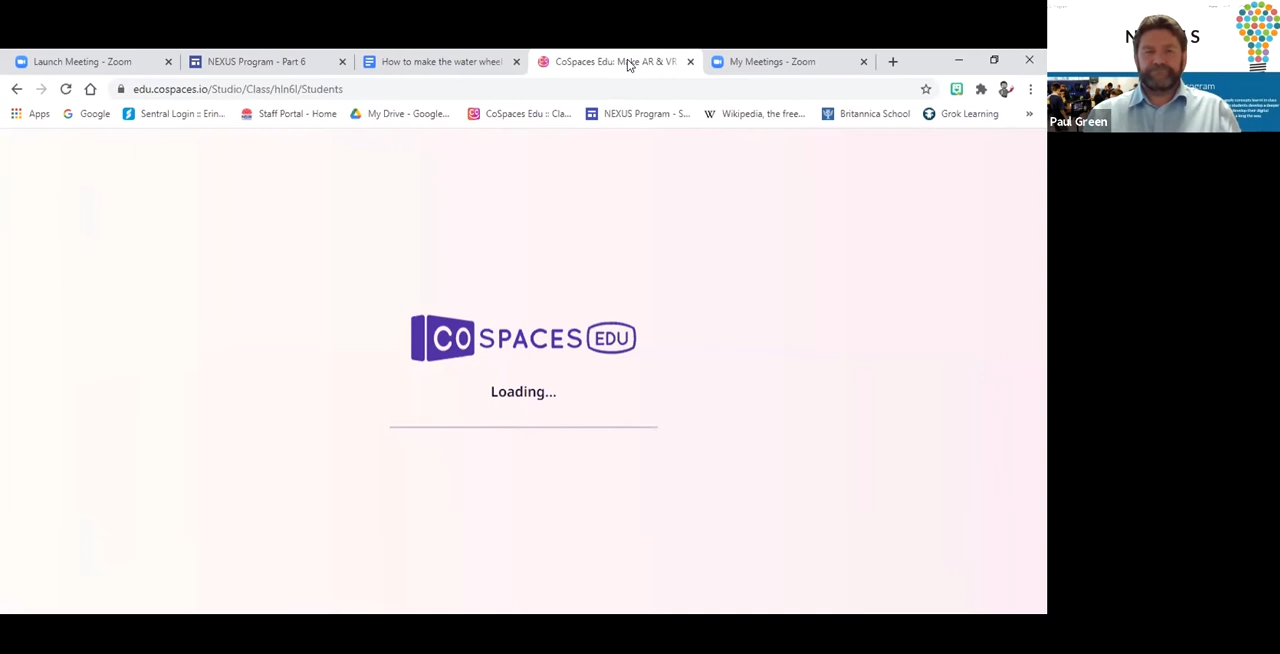 Launch Meeting - Zoom
NEXUS Program - Part 6
How to make the water wheel
CoSpaces Edu: Make AR & VR
My Meetings - Zoom
edu.cospaces.io/Studio/Class/hln6l/Students
Apps
Google
Sentral Login :: Erin...
Staff Portal - Home
My Drive - Google...
CoSpaces Edu :: Cla...
NEXUS Program - S...
Wikipedia, the free...
Britannica School
Grok Learning
CO SPACES EDU
Loading...
Paul Green